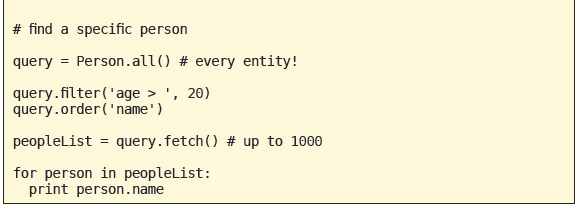 # find a specific person
query = Person.all() # every entity!
query.filter('age > ', 20)
query.order('name')
peopleList = query.fetch() # up to 1000
for person in peopleList:
  print person.name